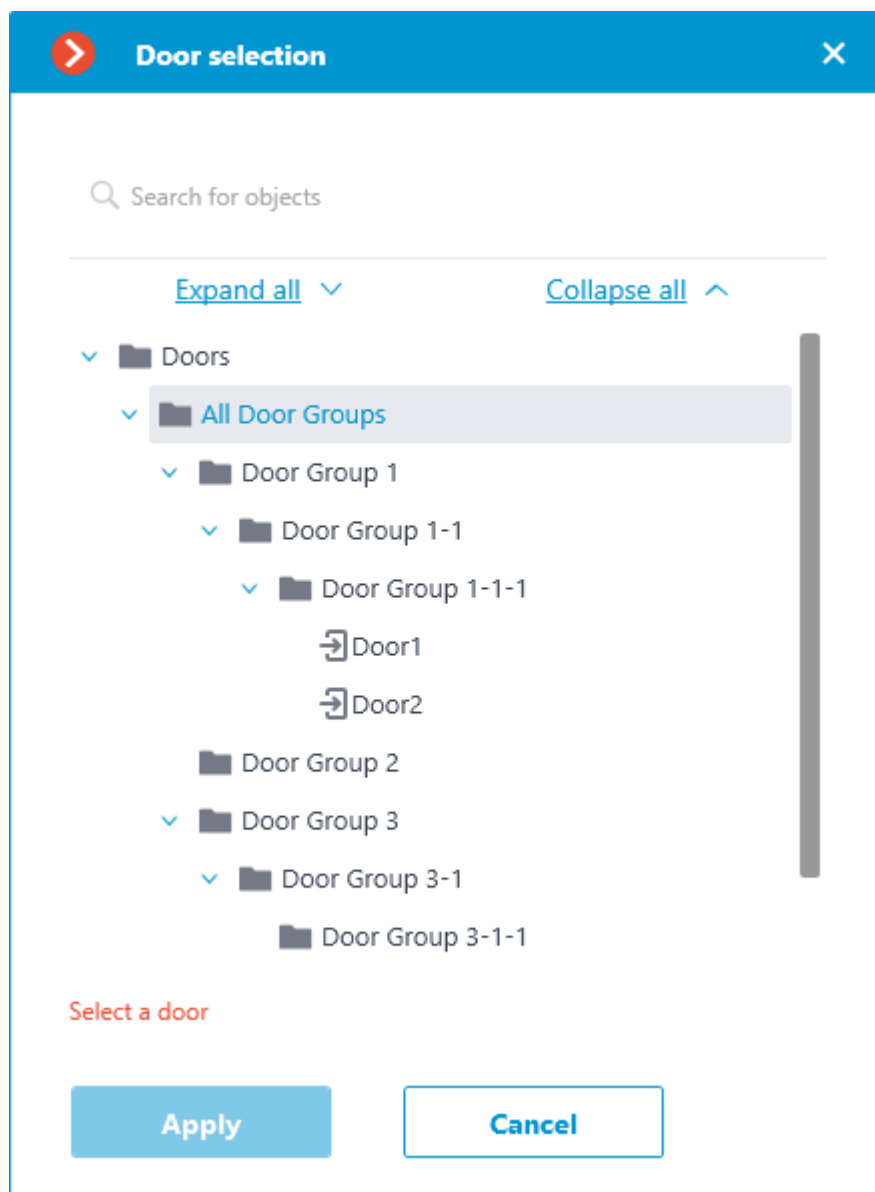 Door selection
Search for objects
Expand all Collapse all
Doors
All Door Groups
Door Group 1
Door Group 1-1
Door Group 1-1-1
Door1
Door2
Door Group 2
Door Group 3
Door Group 3-1
Door Group 3-1-1
Select a door
Apply Cancel